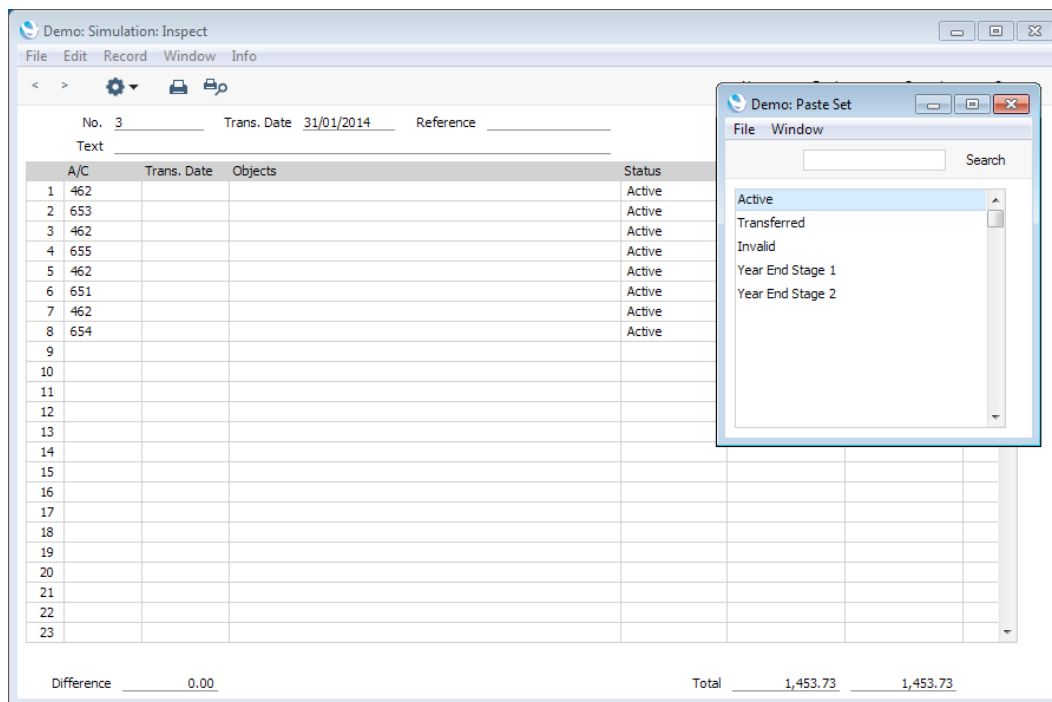 Demo: Simulation: Inspect
File Edit Record Window Info
< >
No. 3 Trans. Date 31/01/2014 Reference
Text
A/C Trans. Date Objects Status
1 462 Active
2 653 Active
3 462 Active
4 655 Active
5 462 Active
6 651 Active
7 462 Active
8 654 Active
9
10
11
12
13
14
15
16
17
18
19
20
21
22
23
Difference 0.00 Total 1,453.73 1,453.73
Demo: Paste Set
File Window
Search
Active
Transferred
Invalid
Year End Stage 1
Year End Stage 2